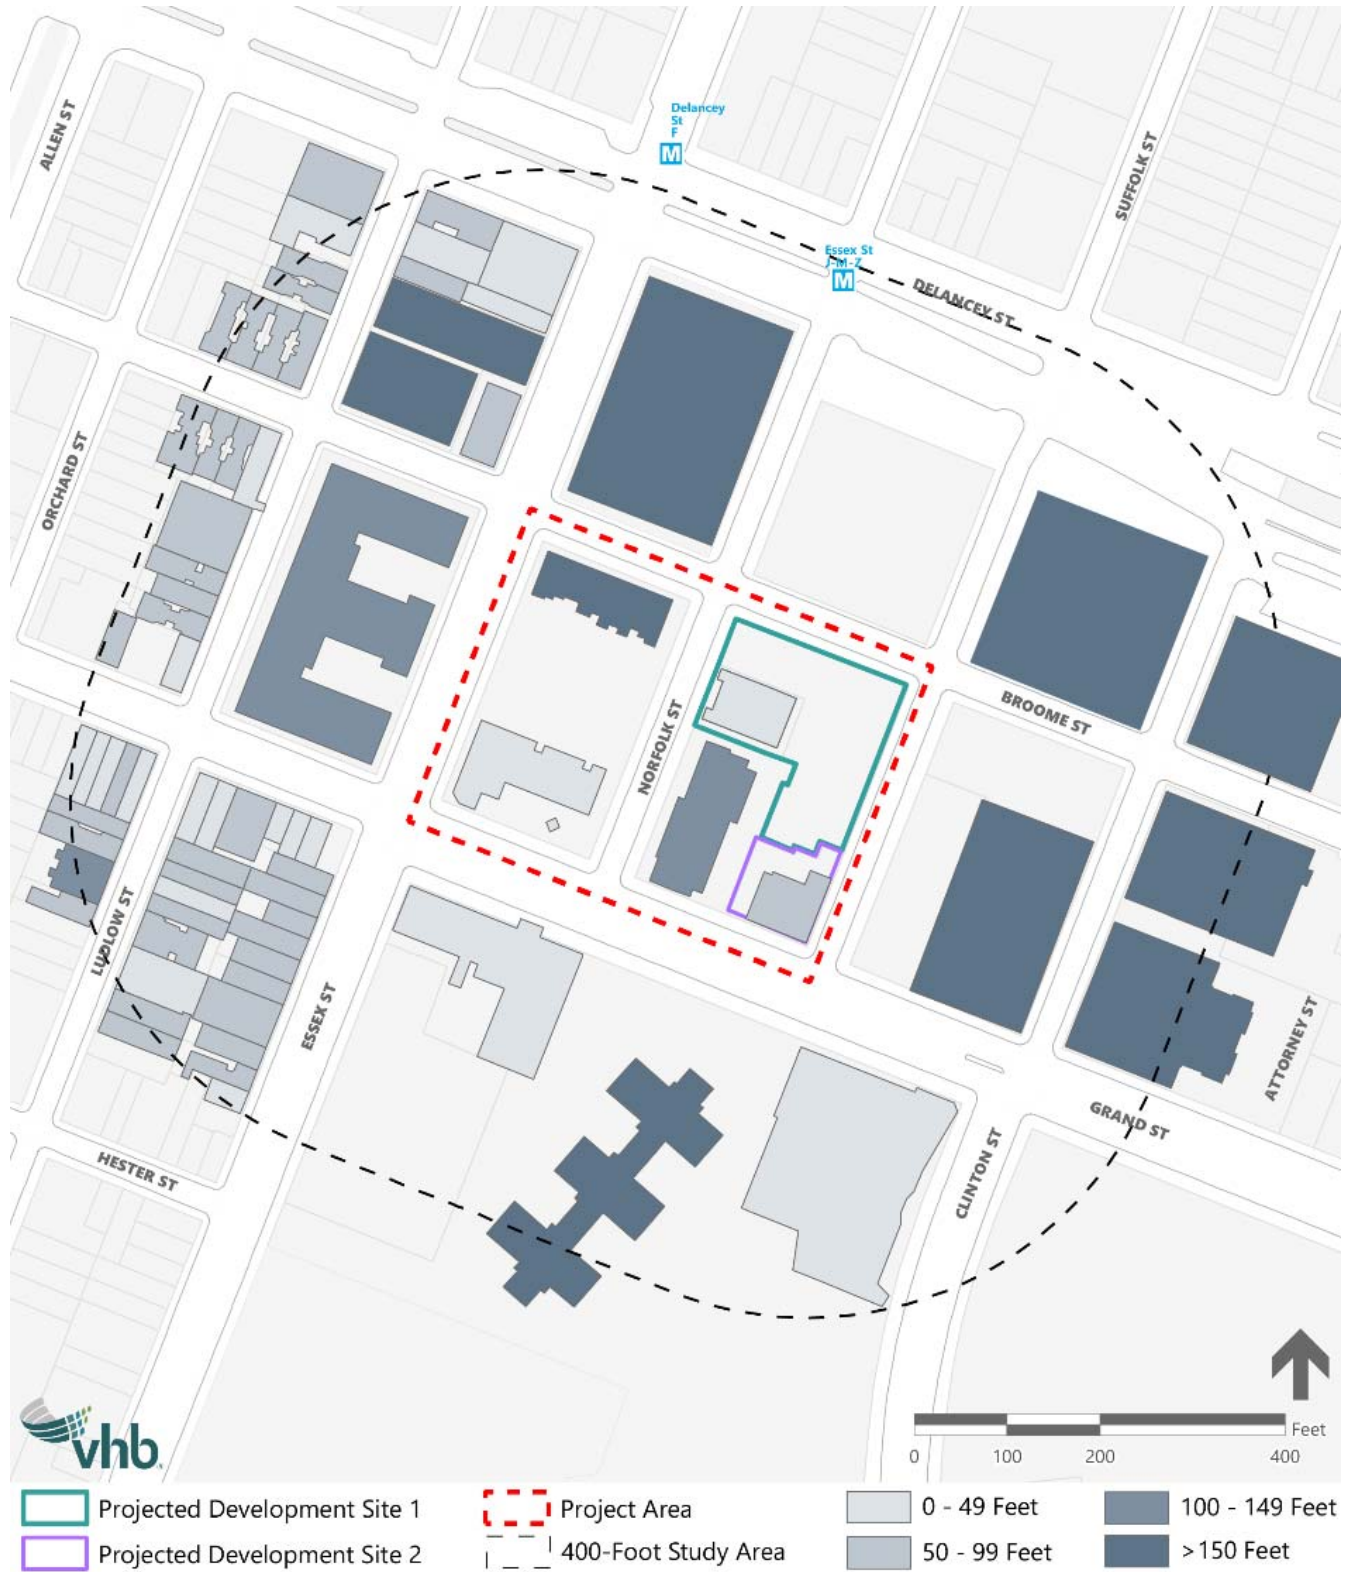 Delancey
St
F
ALLEN ST
SUFFOLK ST
Essex St
J-M-Z
DELANCEY ST
ORCHARD ST
BROOME ST
NORFOLK ST
LUDLOW ST
ESSEX ST
ATTORNEY ST
GRAND ST
CLINTON ST
HESTER ST
vhb
Feet
0 100 200 400
Projected Development Site 1
Projected Development Site 2
Project Area
400-Foot Study Area
0 - 49 Feet
50 - 99 Feet
100 - 149 Feet
>150 Feet
M
M